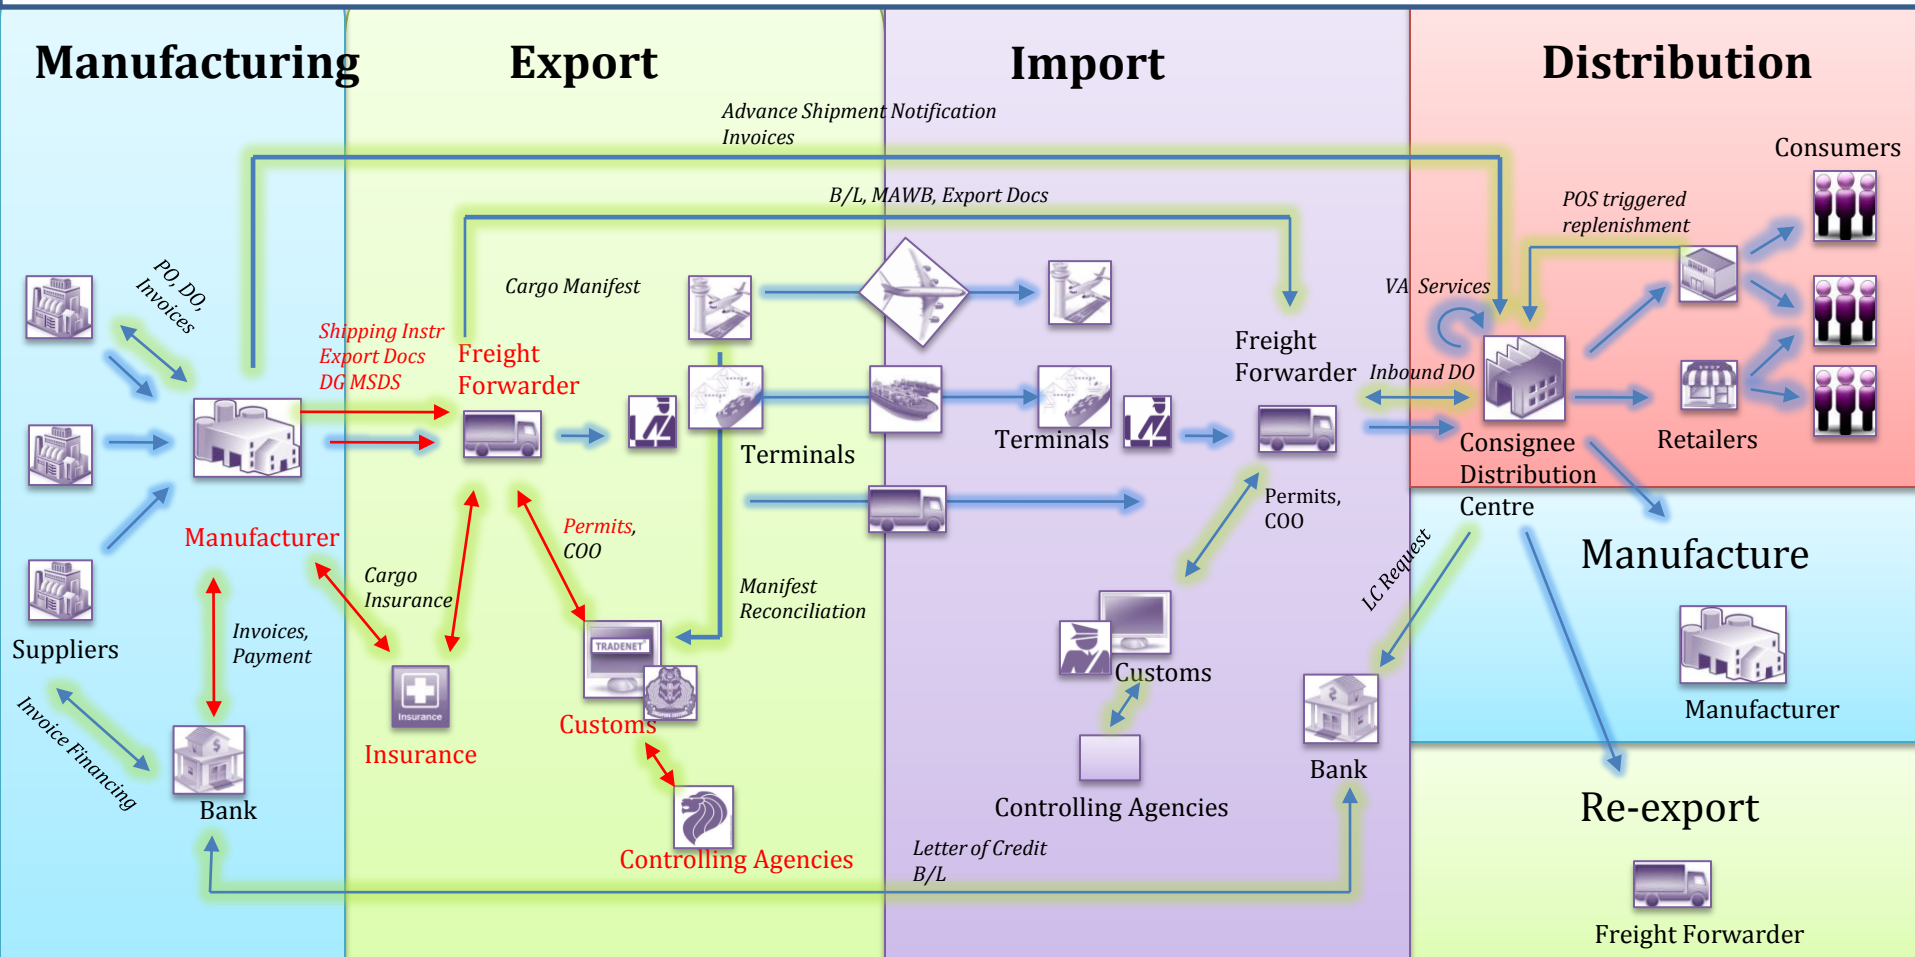 Manufacturing
Export
Import
Distribution
Advance Shipment Notification
Invoices
Consumers
B/L, MAWB, Export Docs
POS triggered
replenishment
PO, DO,
Invoices
Cargo Manifest
VA Services
Shipping Instr
Export Docs
DG MSDS
Freight
Forwarder
Freight
Forwarder
Inbound DO
SHOP
Terminals
Terminals
Consignee
Distribution
Centre
Retailers
Manufacturer
Permits,
COO
Permits,
COO
Cargo
Insurance
Manifest
Reconciliation
LC Request
Manufacture
Suppliers
Invoices,
Payment
TRADENET
Insurance
Customs
Customs
Manufacturer
Invoice Financing
Insurance
Bank
Bank
Controlling Agencies
Controlling Agencies
Re-export
Letter of Credit
B/L
Freight Forwarder